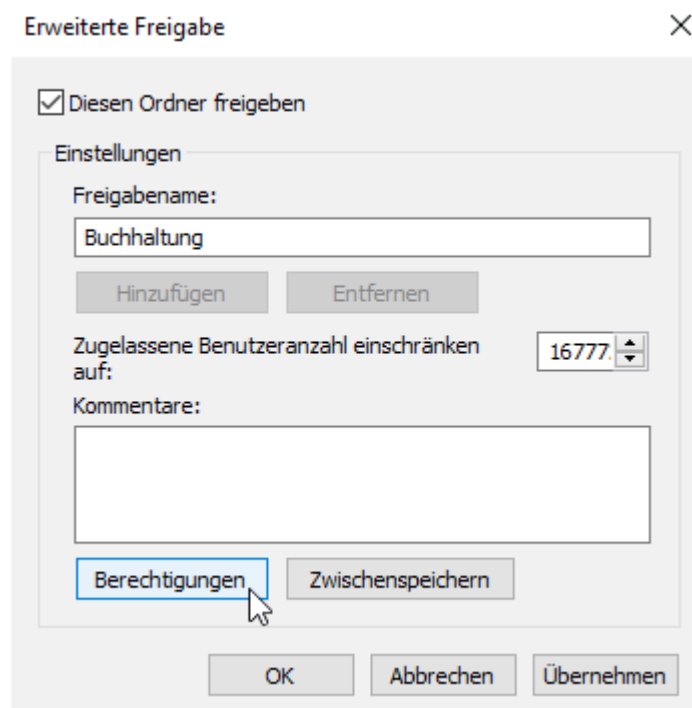 Erweiterte Freigabe
Diesen Ordner freigeben
Einstellungen
Freigabename:
Buchhaltung
Hinzufügen Entfernen
Zugelassene Benutzeranzahl einschränken 16777
auf:
Kommentare:
Berechtigungen Zwischenspeichern
OK Abbrechen Übernehmen